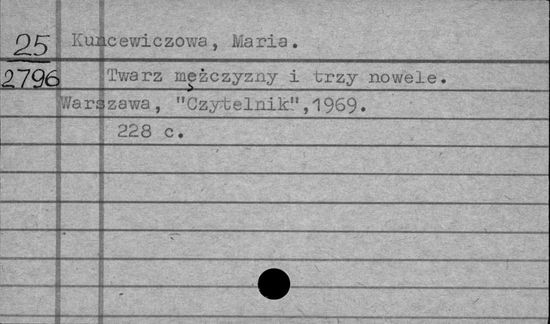 25
2796
Kuncewiczowa, Maria.
Twarz mężczyzny i trzy nowele.
Warszawa, "Czytelnik", 1969.
228 c.